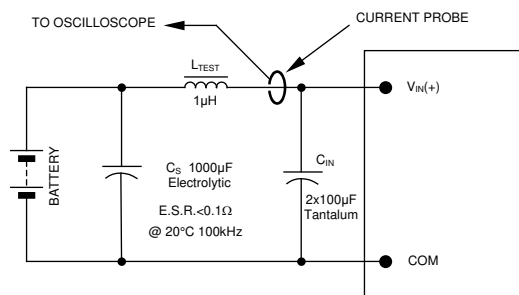 TO OSCILLOSCOPE
CURRENT PROBE
LTEST
1µH
VIN(+)
BATTERY
CS 1000µF
Electrolytic
E.S.R.<0.1Ω
@ 20°C 100kHz
CIN
2x100µF
Tantalum
COM